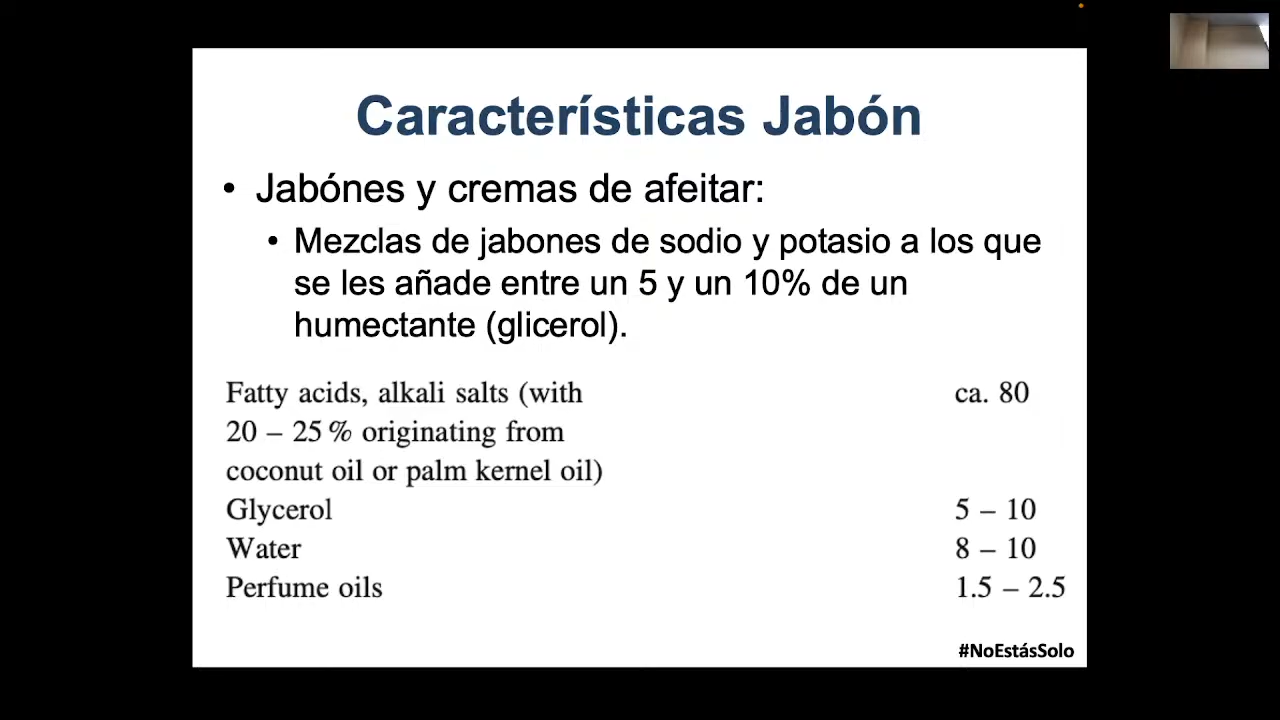 Características Jabón
• Jabónes y cremas de afeitar:
• Mezclas de jabones de sodio y potasio a los que
se les añade entre un 5 y un 10% de un
humectante (glicerol).
Fatty acids, alkali salts (with ca. 80
20 – 25 % originating from
coconut oil or palm kernel oil)
Glycerol 5 – 10
Water 8 – 10
Perfume oils 1.5 – 2.5
#NoEstásSolo